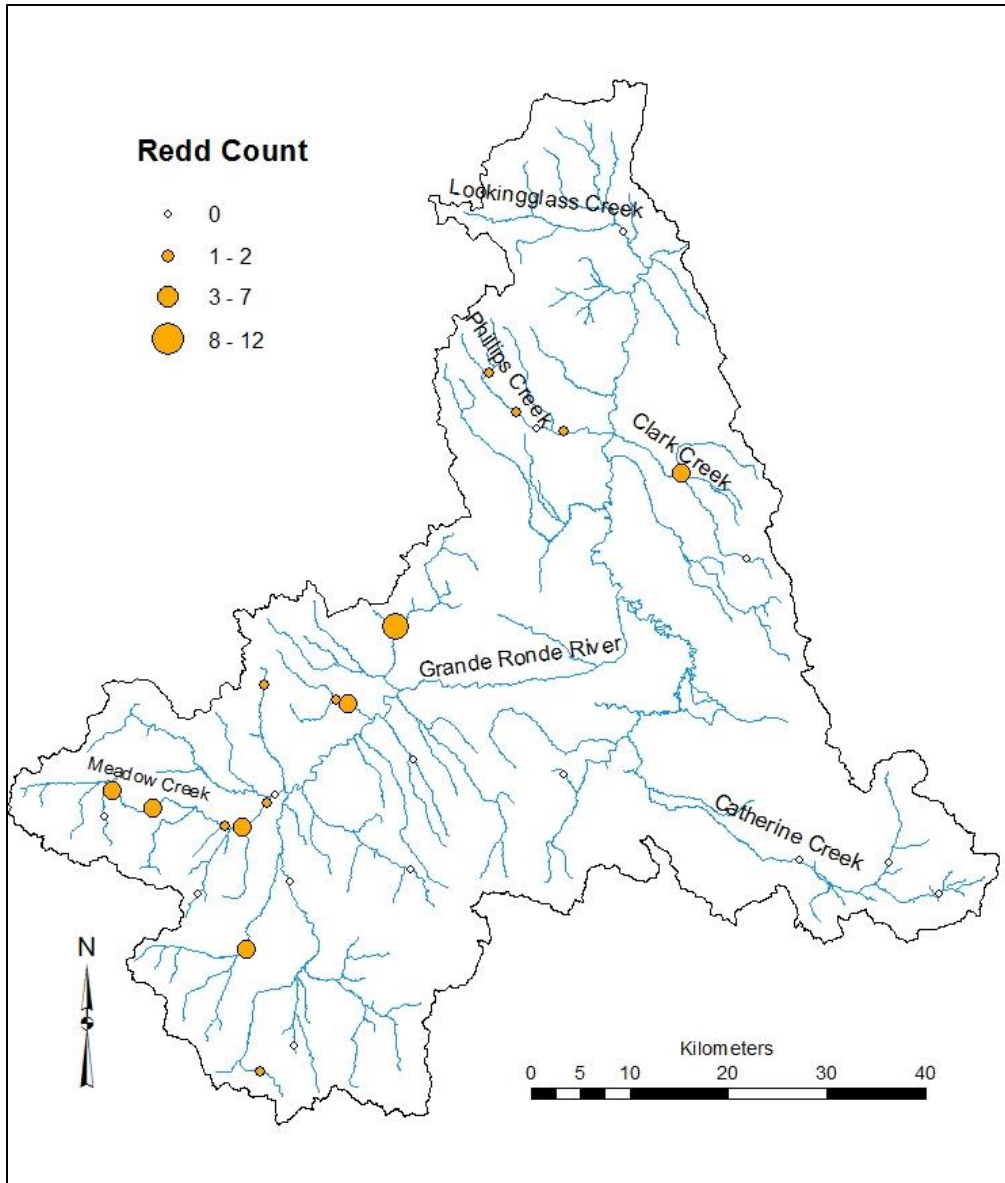 Redd Count
0
1 - 2
3 - 7
8 - 12
Lookingglass Creek
Phillips Creek
Clark Creek
Grande Ronde River
Meadow Creek
Catherine Creek
N
Kilometers
0 5 10 20 30 40